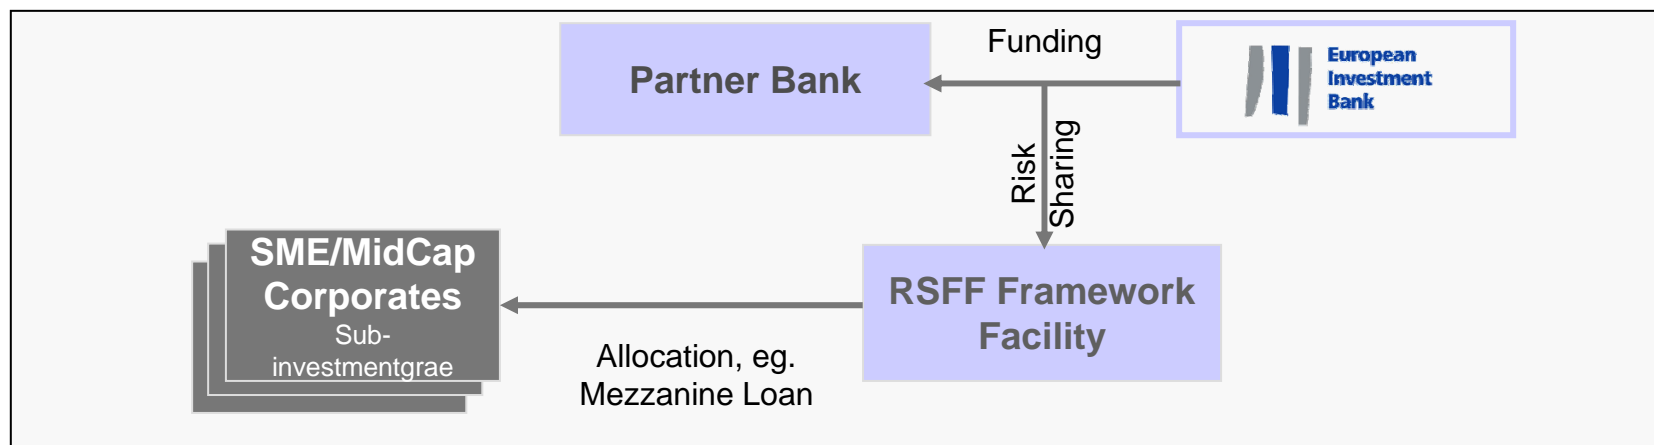 Funding
Partner Bank
European
Investment
Bank
Risk
Sharing
SME/MidCap
Corporates
Sub-
investmentgrae
RSFF Framework
Facility
Allocation, eg.
Mezzanine Loan